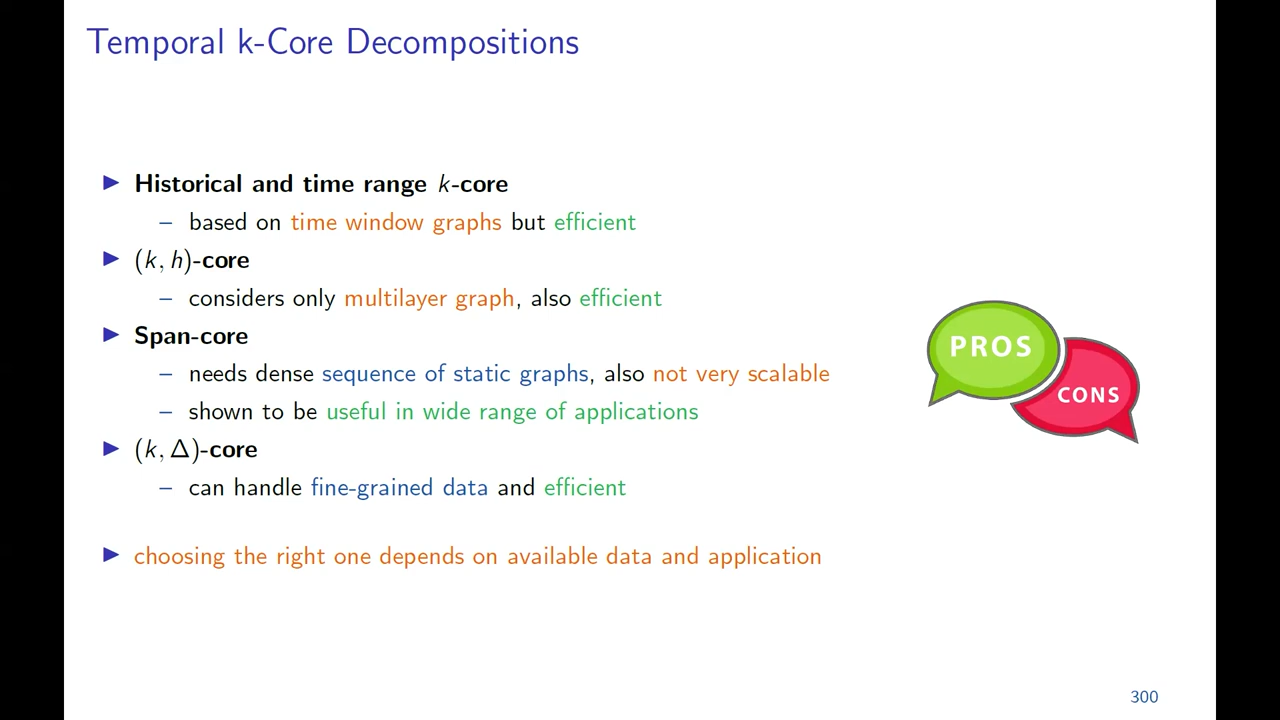 Temporal k-Core Decompositions
▶ Historical and time range k-core
– based on time window graphs but efficient
▶ (k, h)-core
– considers only multilayer graph, also efficient
▶ Span-core
– needs dense sequence of static graphs, also not very scalable
– shown to be useful in wide range of applications
▶ (k, Δ)-core
– can handle fine-grained data and efficient
▶ choosing the right one depends on available data and application
PROS
CONS
300